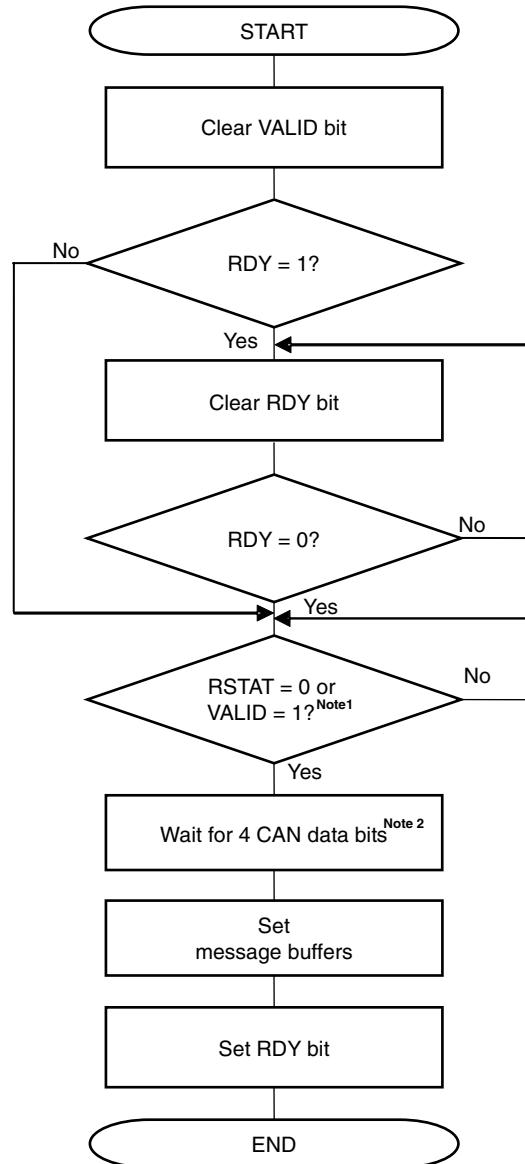 START
Clear VALID bit
No
RDY = 1?
Yes
Clear RDY bit
No
RDY = 0?
Yes
RSTAT = 0 or
VALID = 1?Note1
No
Yes
Wait for 4 CAN data bitsNote 2
Set
message buffers
Set RDY bit
END